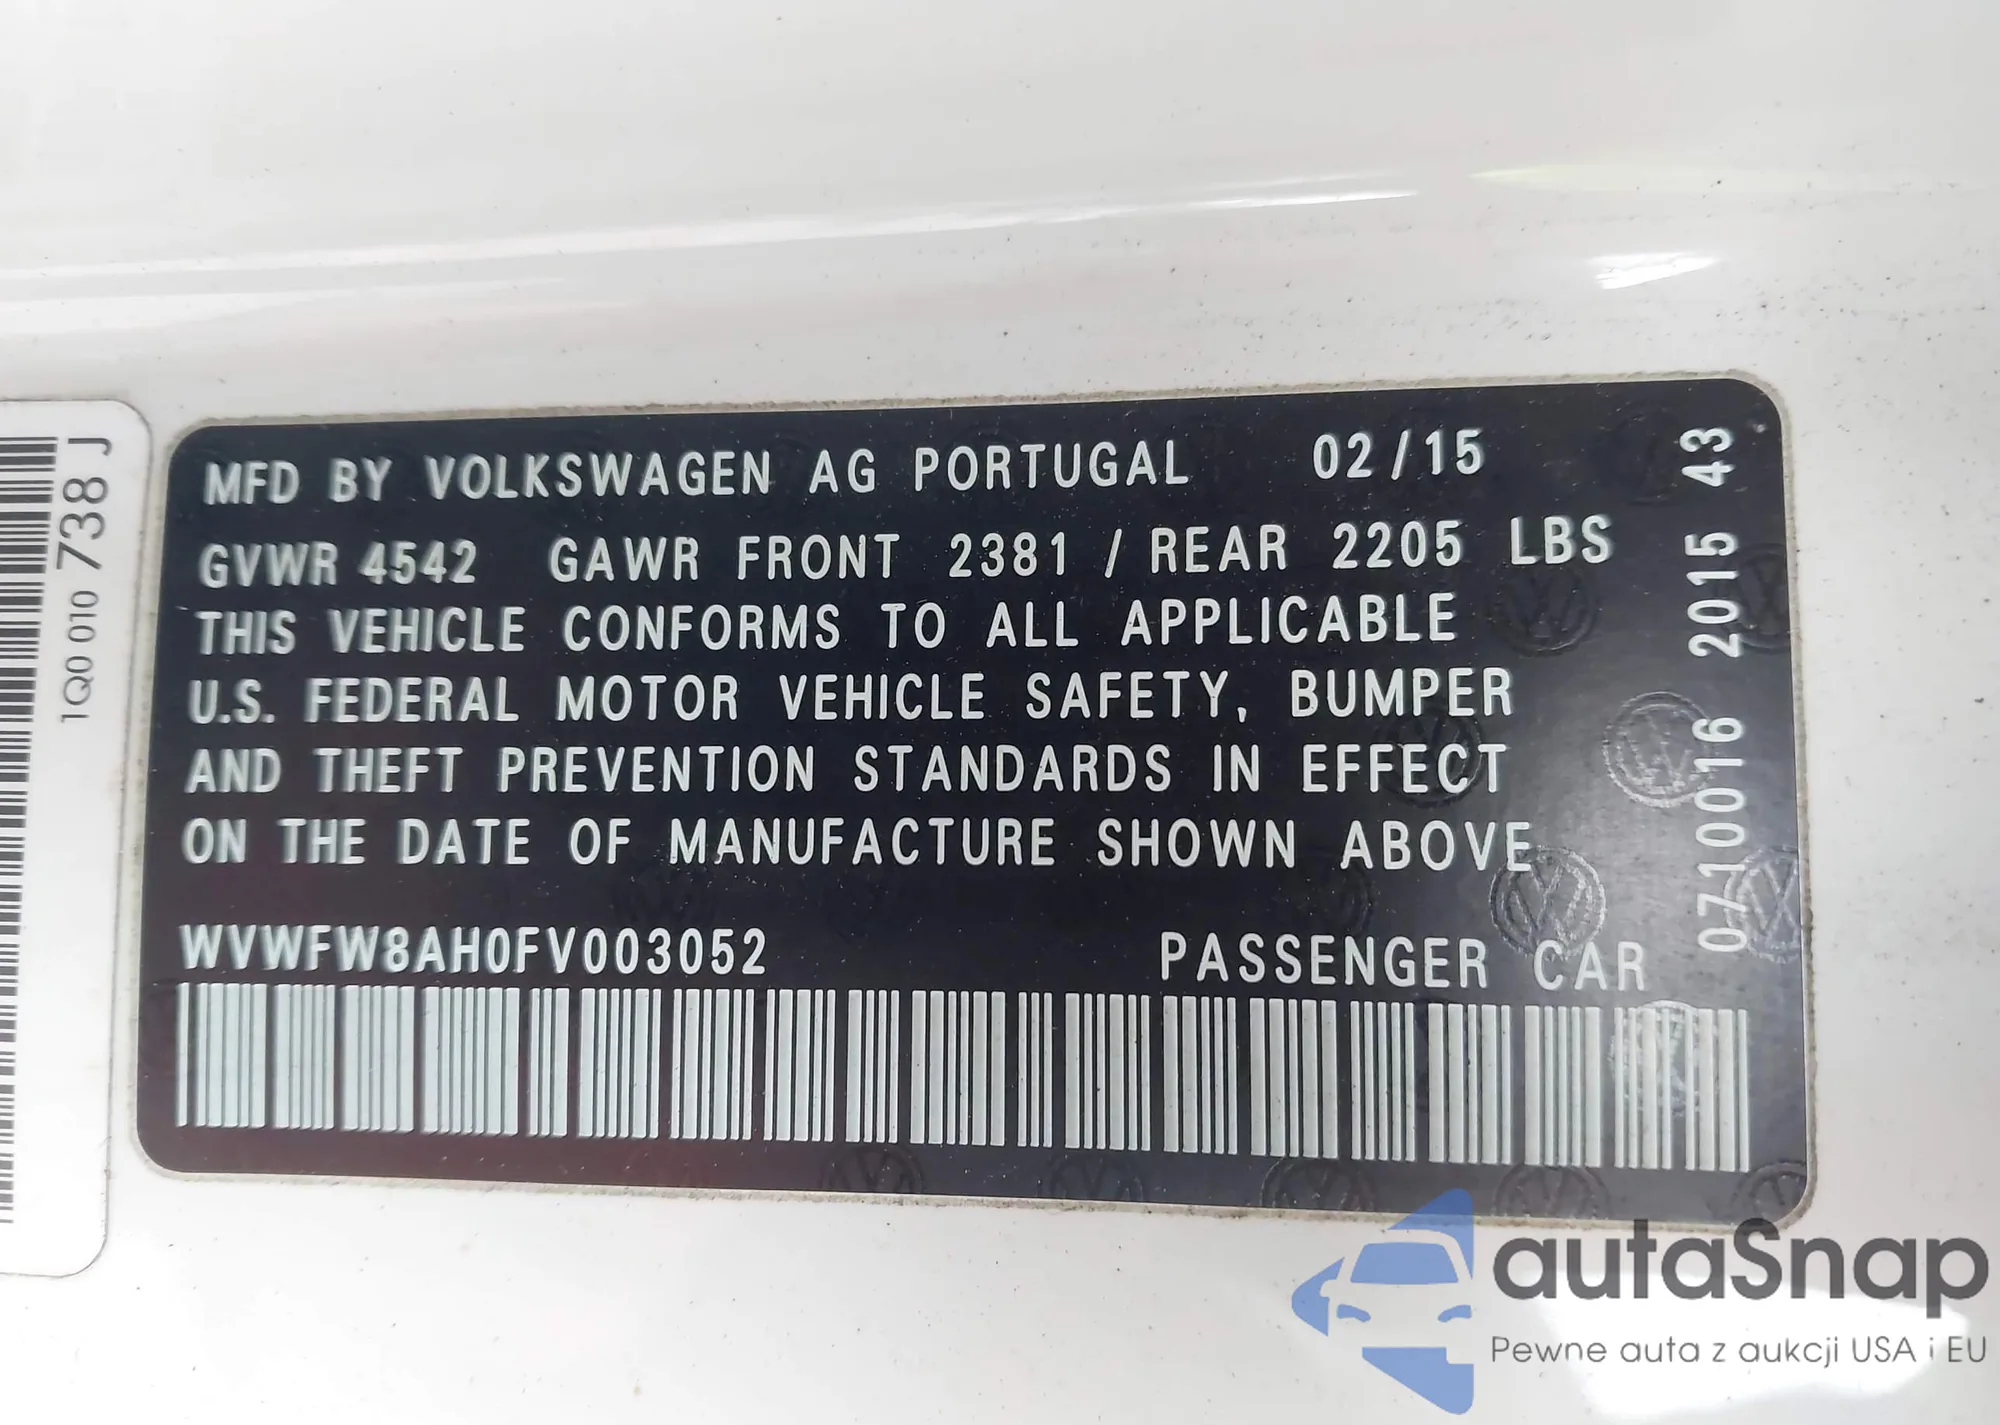 MFD BY VOLKSWAGEN AG PORTUGAL 02/15
GVWR 4542 GAWR FRONT 2381 / REAR 2205 LBS
THIS VEHICLE CONFORMS TO ALL APPLICABLE
U.S. FEDERAL MOTOR VEHICLE SAFETY, BUMPER
AND THEFT PREVENTION STANDARDS IN EFFECT
ON THE DATE OF MANUFACTURE SHOWN ABOVE
WVWFW8AH0FV003052 PASSENGER CAR
0710016 2015 43
1Q0 010 738 J
autaSnap
Pewne auta z aukcji USA i EU